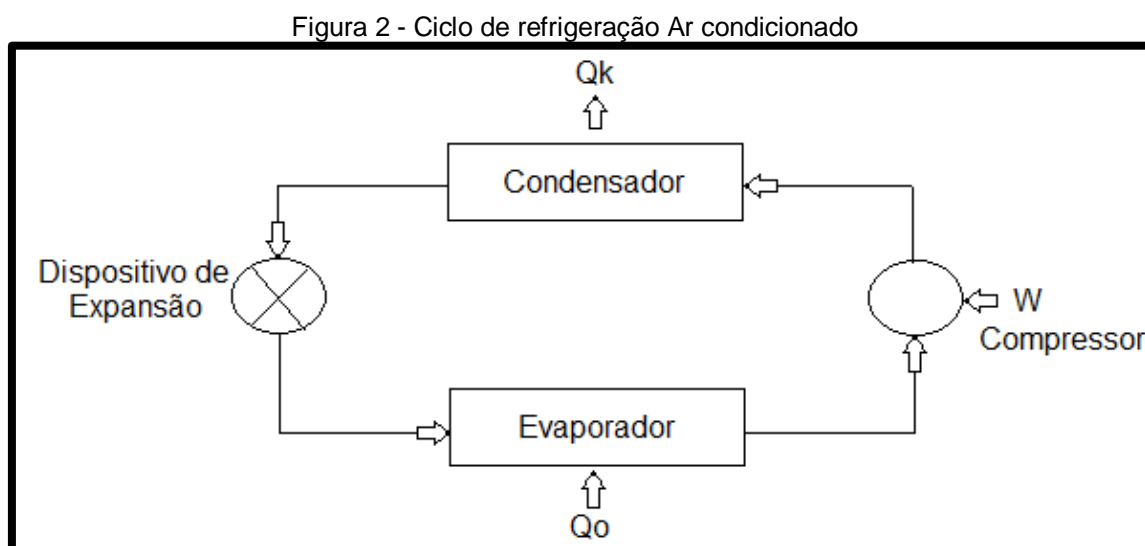 Figura 2 - Ciclo de refrigeração Ar condicionado
Qk
Condensador
Dispositivo de
Expansão
W
Compressor
Evaporador
Qo